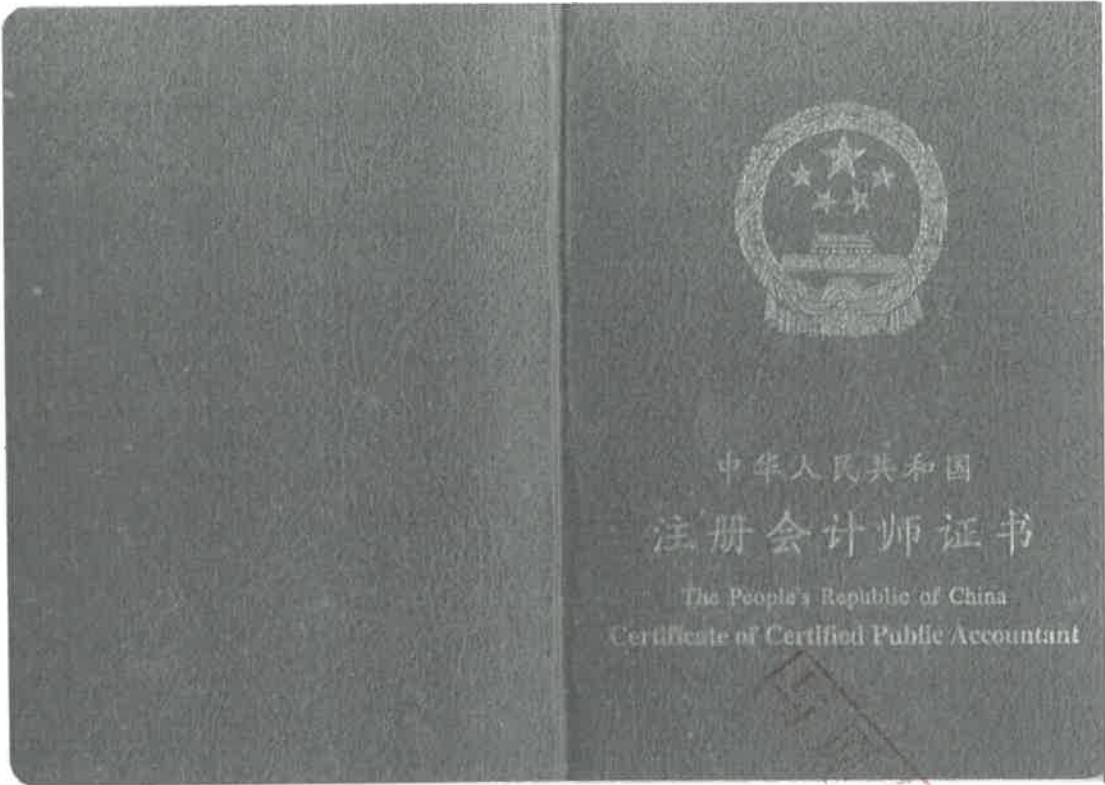 中华人民共和国
注册会计师证书
The People's Republic of China
Certificate of Certified Public Accountant